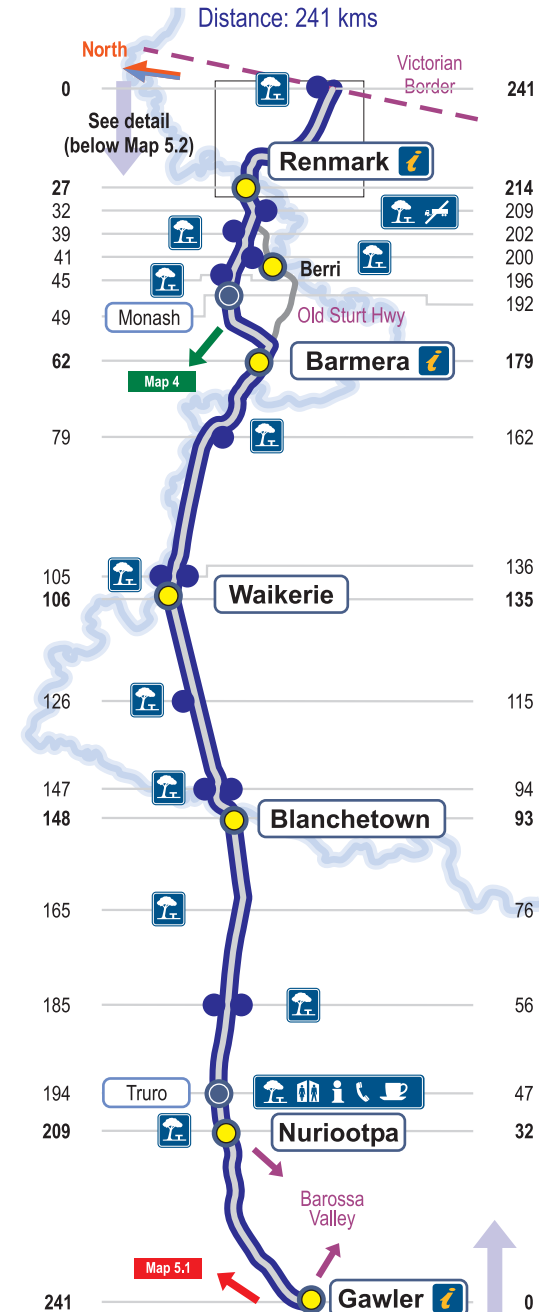 Distance: 241 kms
North
Victorian
Border
0
241
See detail
(below Map 5.2)
Renmark i
27
214
32
209
39
202
41
200
Berri
45
196
192
49
Monash
Old Sturt Hwy
62
Barmera i
179
Map 4
79
162
105
136
106
Waikerie
135
126
115
147
94
148
Blanchetown
93
165
76
185
56
194
Truro
i
47
209
Nuriootpa
32
Barossa
Valley
Map 5.1
241
Gawler i
0